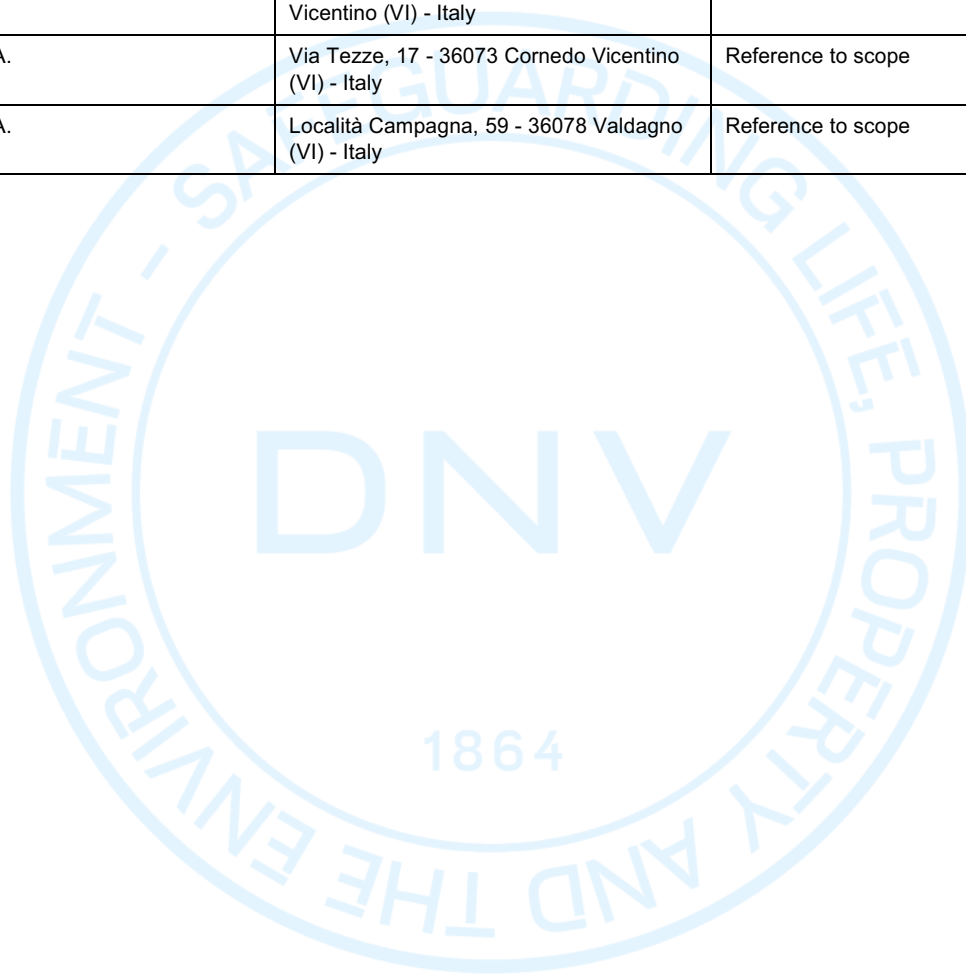 Vicentino (VI) - Italy
A.
Via Tezze, 17 - 36073 Cornedo Vicentino
(VI) - Italy
Reference to scope
A.
Località Campagna, 59 - 36078 Valdagno
(VI) - Italy
Reference to scope
SAFEGUARDING LIFE, PROPERTY AND THE ENVIRONMENT -
DNV
1864